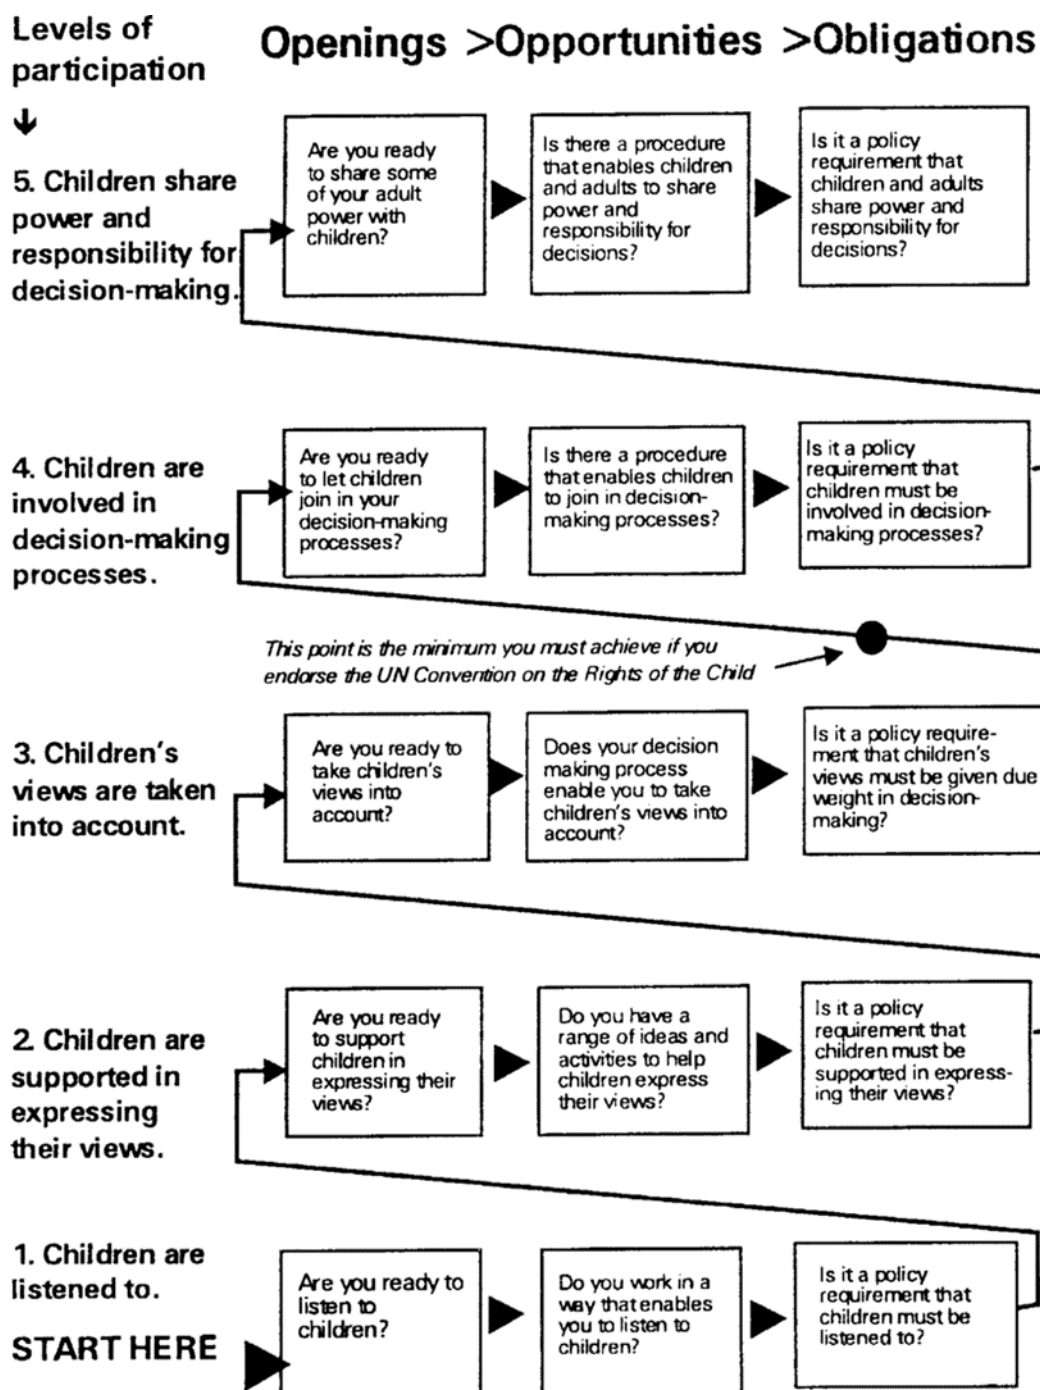 Levels of
participation
Openings >Opportunities >Obligations
5. Children share
power and
responsibility for
decision-making.
Are you ready
to share some
of your adult
power with
children?
Is there a procedure
that enables children
and adults to share
power and
responsibility for
decisions?
Is it a policy
requirement that
children and adults
share power and
responsibility for
decisions?
4. Children are
involved in
decision-making
processes.
Are you ready
to let children
join in your
decision-making
processes?
Is there a procedure
that enables children
to join in decision-
making processes?
Is it a policy
requirement that
children must be
involved in decision-
making processes?
This point is the minimum you must achieve if you
endorse the UN Convention on the Rights of the Child
3. Children's
views are taken
into account.
Are you ready to
take children's
views into
account?
Does your decision
making process
enable you to take
children's views into
account?
Is it a policy require-
ment that children's
views must be given due
weight in decision-
making?
2. Children are
supported in
expressing
their views.
Are you ready
to support
children in
expressing their
views?
Do you have a
range of ideas and
activities to help
children express
their views?
Is it a policy
requirement that
children must be
supported in express-
ing their views?
1. Children are
listened to.
START HERE
Are you ready to
listen to
children?
Do you work in a
way that enables
you to listen to
children?
Is it a policy
requirement that
children must be
listened to?